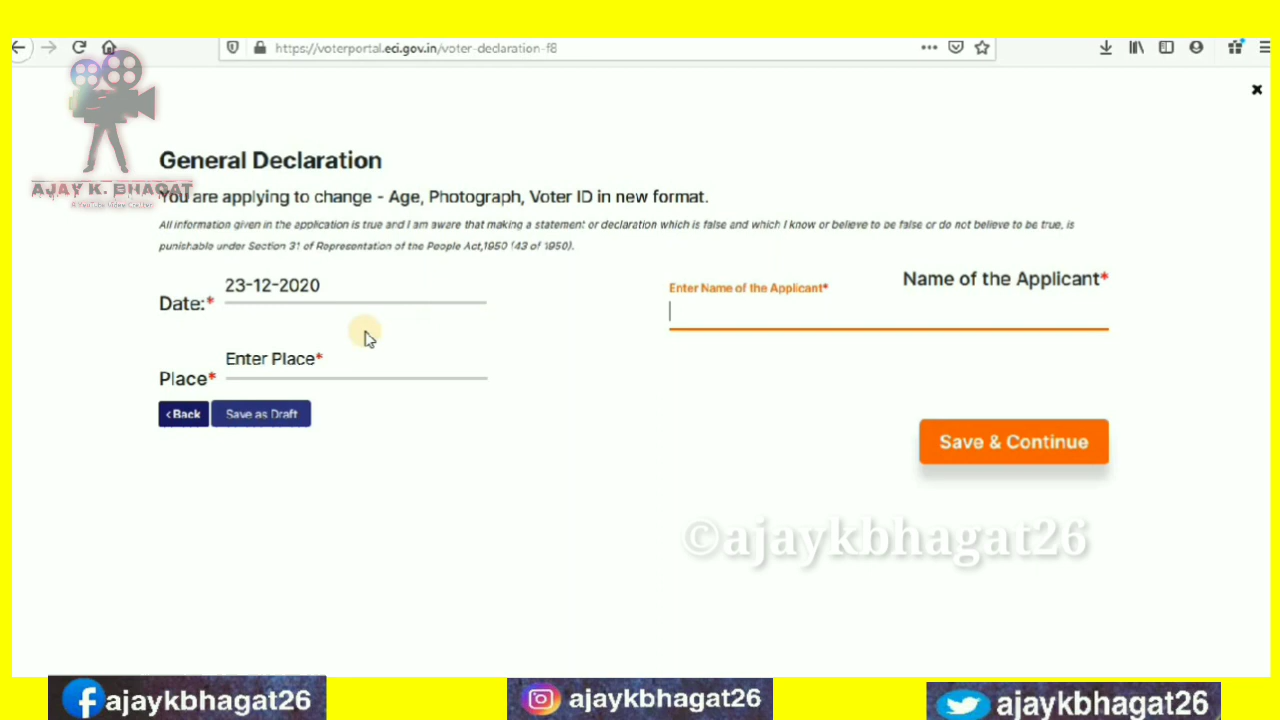 https://voterportal.eci.gov.in/voter-declaration-f8
AJAY K. BHAGAT
A YouTube Video Creator
General Declaration
You are applying to change - Age, Photograph, Voter ID in new format.
All information given in the application is true and I am aware that making a statement or declaration which is false and which I know or believe to be false or do not believe to be true, is
punishable under Section 31 of Representation of the People Act,1950 (43 of 1950).
Date:* 23-12-2020
Enter Name of the Applicant*
Name of the Applicant*
Place* Enter Place*
‹ Back
Save as Draft
Save & Continue
©ajaykbhagat26
ajaykbhagat26
ajaykbhagat26
ajaykbhagat26